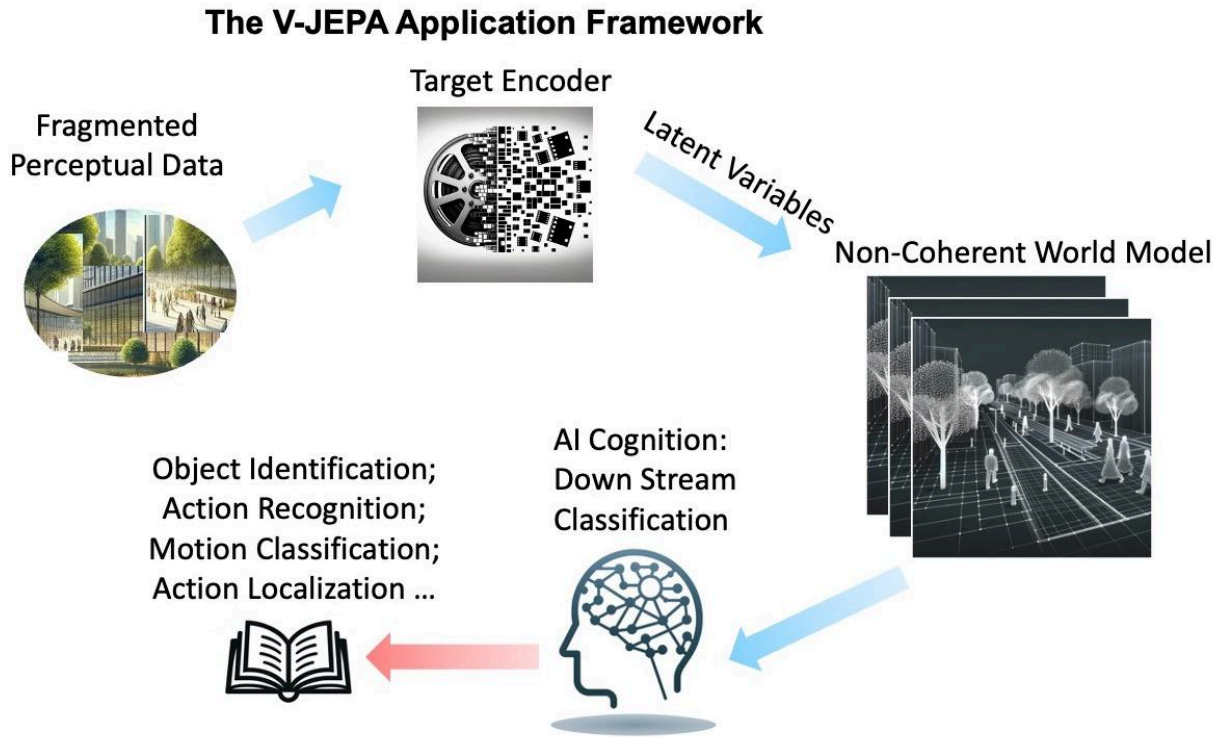 The V-JEPA Application Framework
Target Encoder
Fragmented
Perceptual Data
Latent Variables
Non-Coherent World Model
AI Cognition:
Down Stream
Classification
Object Identification;
Action Recognition;
Motion Classification;
Action Localization ...